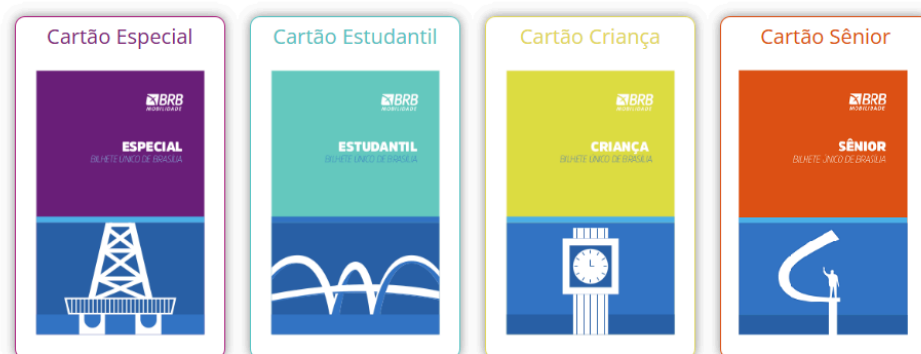 Cartão Especial
BRB
MOBILIDADE
ESPECIAL
BILHETE ÚNICO DE BRASÍLIA
Cartão Estudantil
BRB
MOBILIDADE
ESTUDANTIL
BILHETE ÚNICO DE BRASÍLIA
Cartão Criança
BRB
MOBILIDADE
CRIANÇA
BILHETE ÚNICO DE BRASÍLIA
Cartão Sênior
BRB
MOBILIDADE
SÊNIOR
BILHETE ÚNICO DE BRASÍLIA